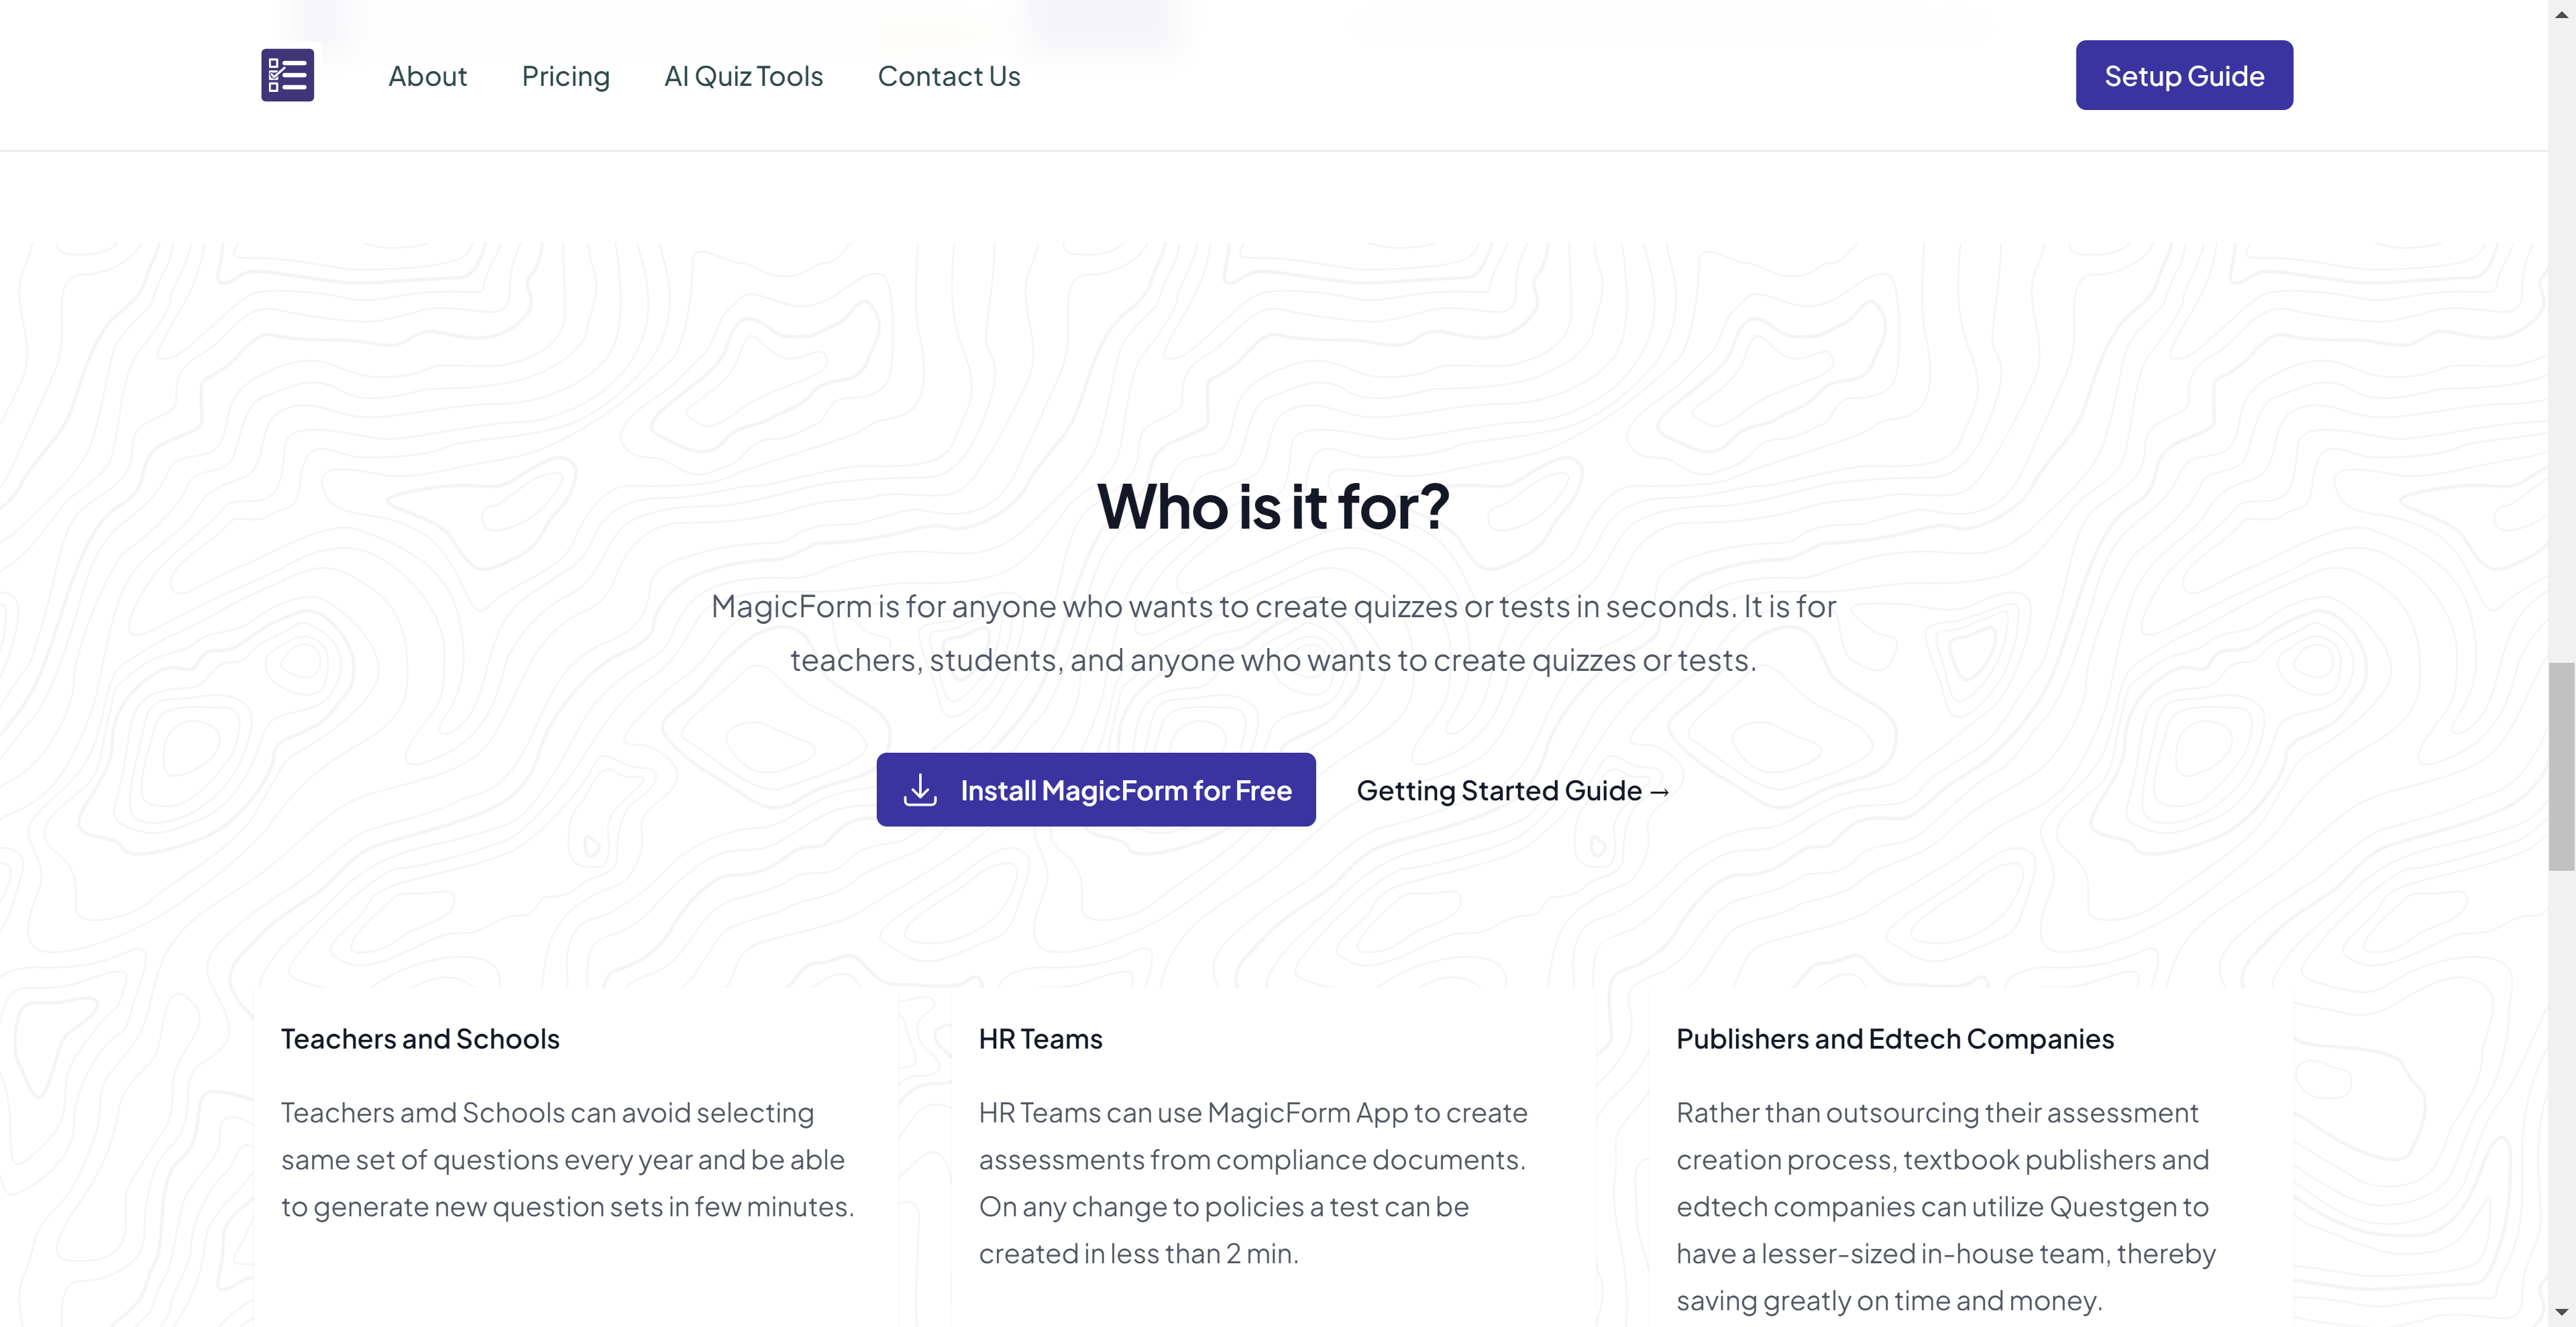 About
Pricing
AI Quiz Tools
Contact Us
Setup Guide
Who is it for?
MagicForm is for anyone who wants to create quizzes or tests in seconds. It is for
teachers, students, and anyone who wants to create quizzes or tests.
Install MagicForm for Free
Getting Started Guide →
Teachers and Schools
Teachers amd Schools can avoid selecting
same set of questions every year and be able
to generate new question sets in few minutes.
HR Teams
HR Teams can use MagicForm App to create
assessments from compliance documents.
On any change to policies a test can be
created in less than 2 min.
Publishers and Edtech Companies
Rather than outsourcing their assessment
creation process, textbook publishers and
edtech companies can utilize Questgen to
have a lesser-sized in-house team, thereby
saving greatly on time and money.